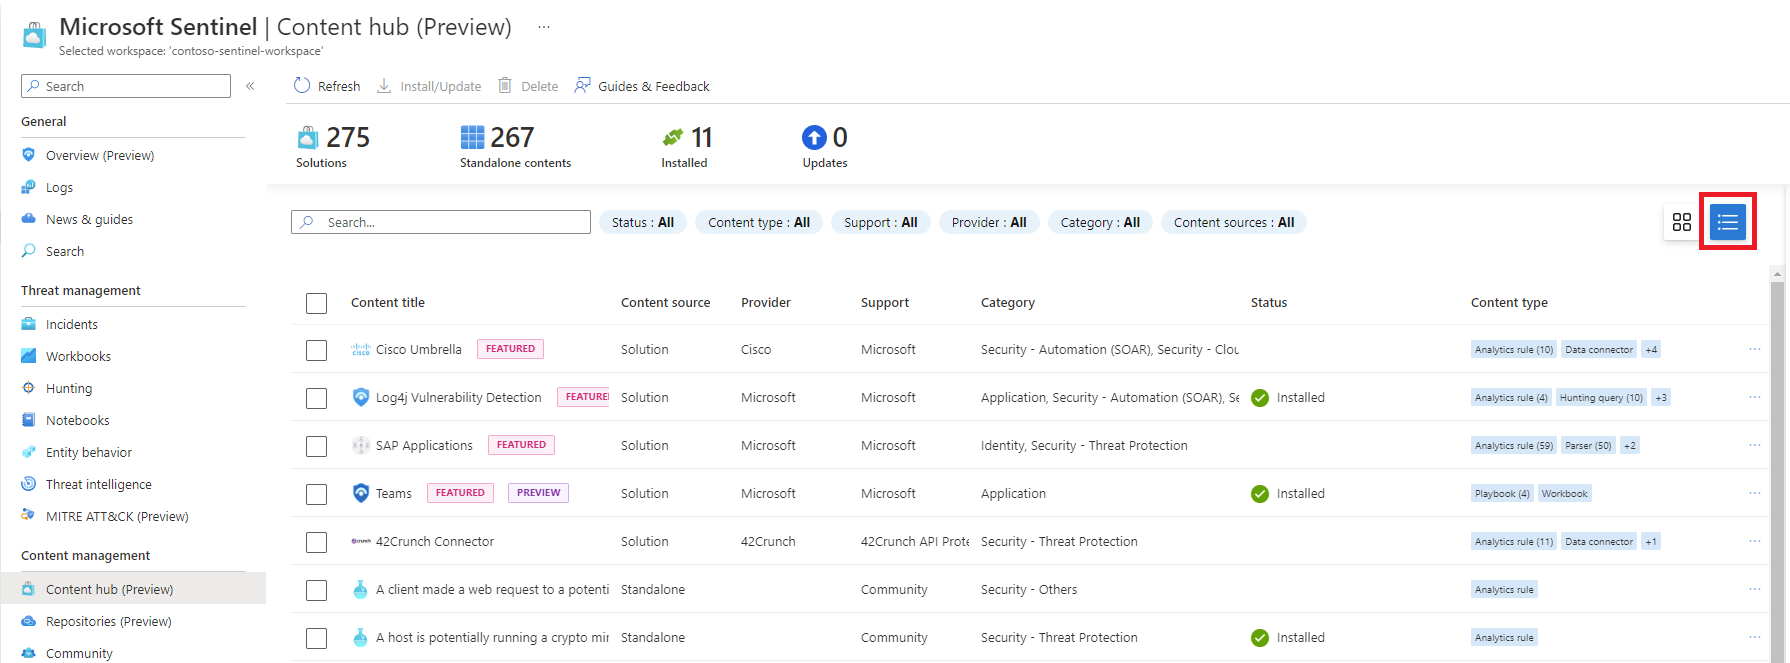 Microsoft Sentinel | Content hub (Preview) ...
Selected workspace: 'contoso-sentinel-workspace'
Search «
General
Overview (Preview)
Logs
News & guides
Search
Threat management
Incidents
Workbooks
Hunting
Notebooks
Entity behavior
Threat intelligence
MITRE ATT&CK (Preview)
Content management
Content hub (Preview)
Repositories (Preview)
Community
Refresh Install/Update Delete Guides & Feedback
275 267 11 0
Solutions Standalone contents Installed Updates
Search... Status : All Content type : All Support : All Provider : All Category : All Content sources : All
Content title Content source Provider Support Category Status Content type
Cisco Umbrella FEATURED Solution Cisco Microsoft Security - Automation (SOAR), Security - Clou Analytics rule (10) Data connector +4 ...
Log4j Vulnerability Detection FEATURE Solution Microsoft Microsoft Application, Security - Automation (SOAR), Se Installed Analytics rule (4) Hunting query (10) +3 ...
SAP Applications FEATURED Solution Microsoft Microsoft Identity, Security - Threat Protection Analytics rule (59) Parser (50) +2 ...
Teams FEATURED PREVIEW Solution Microsoft Microsoft Application Installed Playbook (4) Workbook ...
42Crunch Connector Solution 42Crunch 42Crunch API Prote Security - Threat Protection Analytics rule (11) Data connector +1 ...
A client made a web request to a potenti Standalone Community Security - Others Analytics rule ...
A host is potentially running a crypto mir Standalone Community Security - Threat Protection Installed Analytics rule ...